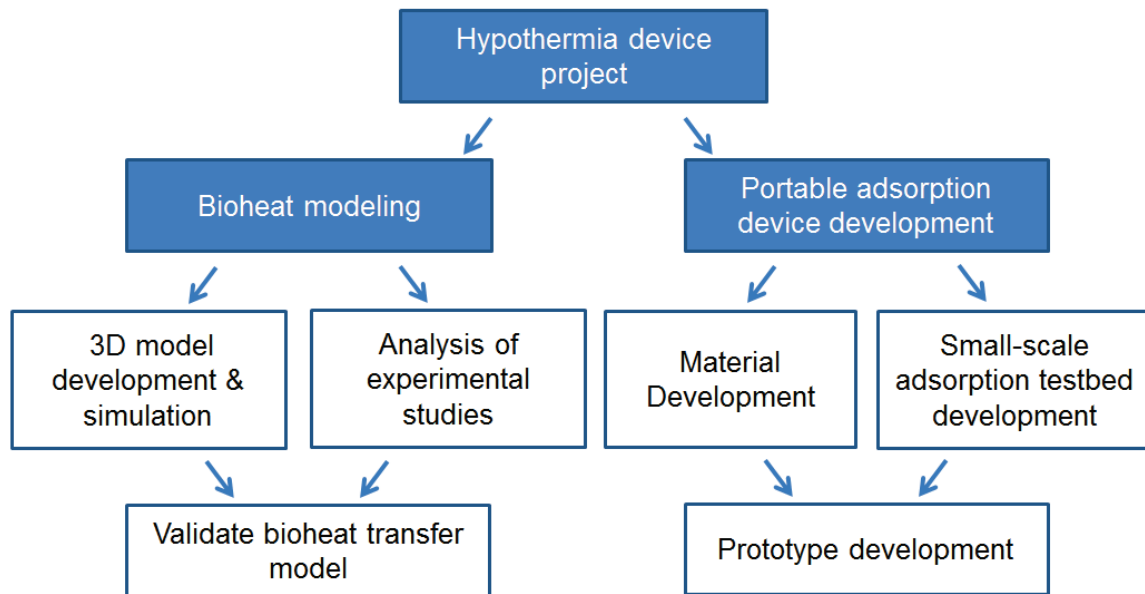 Hypothermia device
project
Bioheat modeling
Portable adsorption
device development
3D model
development &
simulation
Analysis of
experimental
studies
Material
Development
Small-scale
adsorption testbed
development
Validate bioheat transfer
model
Prototype development